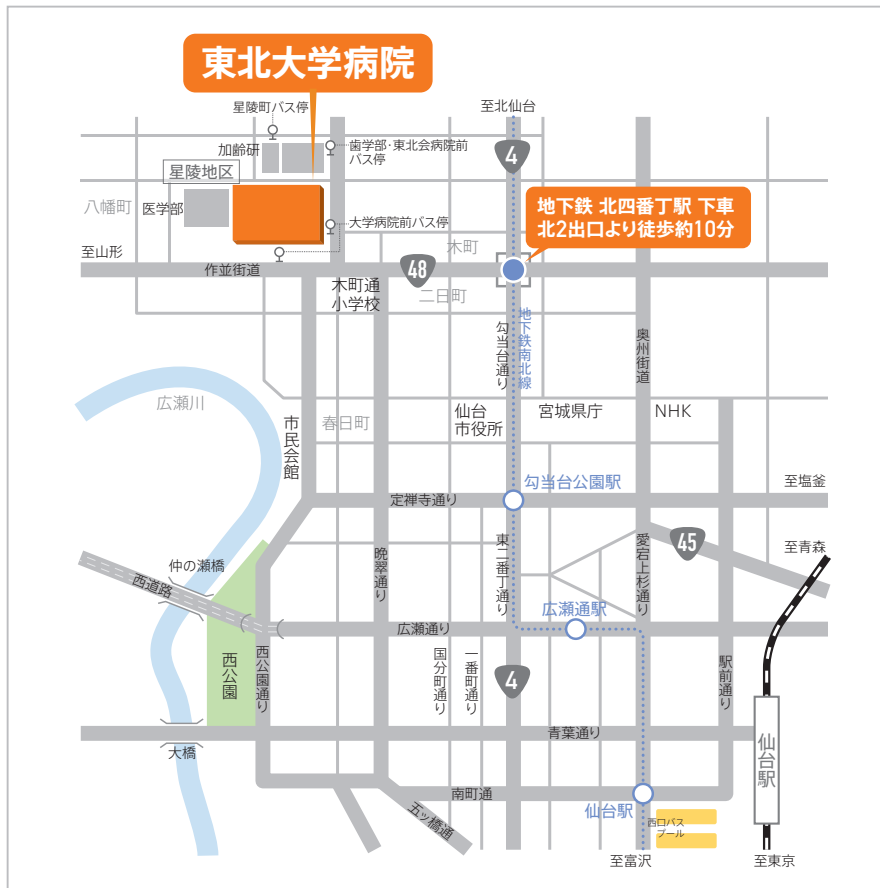 東北大学病院
星陵町バス停
至北仙台
加齢研
歯学部・東北会病院前
バス停
4
星陵地区
八幡町
医学部
大学病院前バス停
地下鉄 北四番丁駅 下車
北2出口より徒歩約10分
至山形
木町
作並街道
48
木町通
小学校
二日町
地下鉄南北線
勾当台通り
奥州街道
広瀬川
市民会館
春日町
仙台
市役所
宮城県庁
NHK
勾当台公園駅
至塩釜
定禅寺通り
45
至青森
仲の瀬橋
西道路
晩翠通り
東二番丁通り
愛宕上杉通り
広瀬通駅
広瀬通り
西公園
西公園通り
国分町通り
一番町通り
4
駅前通り
青葉通り
大橋
仙台駅
南町通
仙台駅
五ッ橋通
西口バス
プール
至富沢
至東京